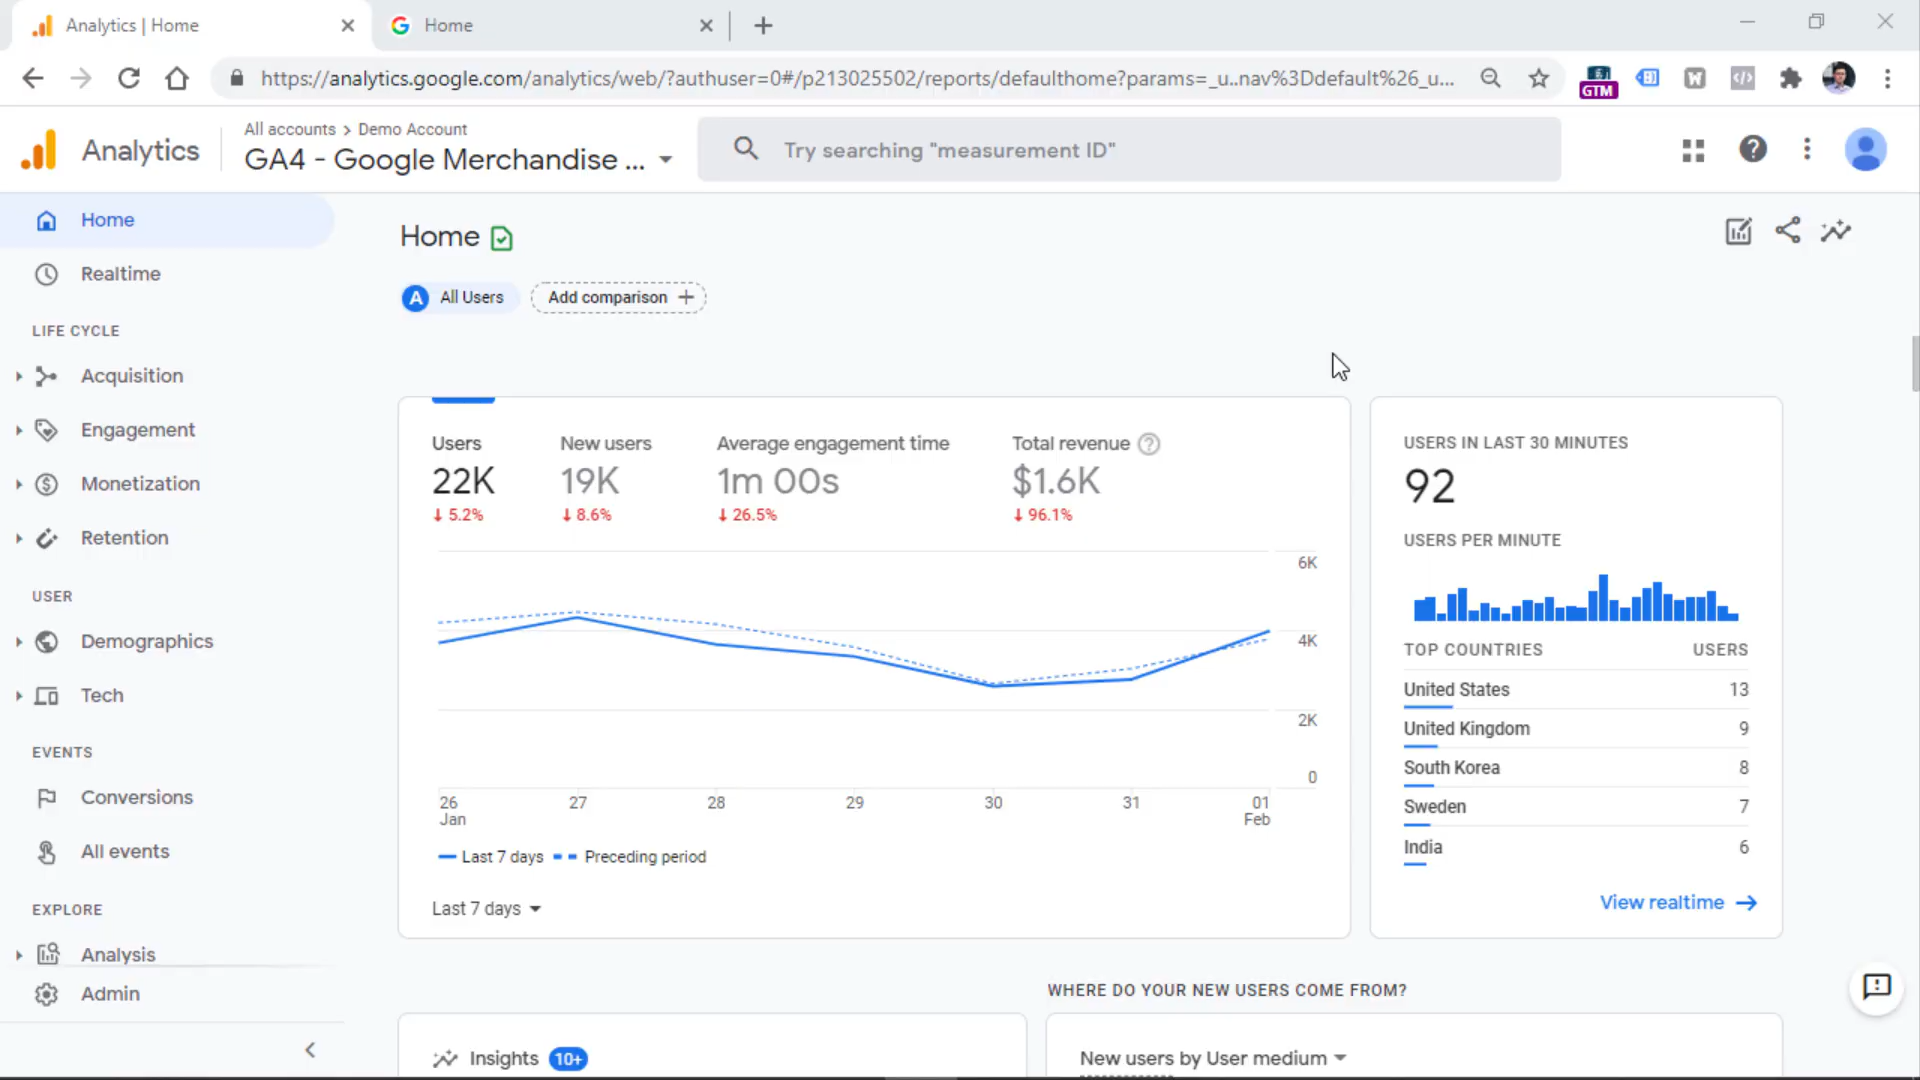 Analytics | Home
Home
https://analytics.google.com/analytics/web/?authuser=0#/p213025502/reports/defaulthome?params=_u..nav%3Ddefault%26_u...
GTM
W
Analytics
All accounts > Demo Account
GA4 - Google Merchandise ...
Try searching "measurement ID"
Home
Realtime
LIFE CYCLE
Acquisition
Engagement
Monetization
Retention
USER
Demographics
Tech
EVENTS
Conversions
All events
EXPLORE
Analysis
Admin
Home
A All Users
Add comparison +
Users
22K
↓ 5.2%
New users
19K
↓ 8.6%
Average engagement time
1m 00s
↓ 26.5%
Total revenue
$1.6K
↓ 96.1%
6K
4K
2K
0
26 Jan
27
28
29
30
31
01 Feb
Last 7 days
Preceding period
Last 7 days
USERS IN LAST 30 MINUTES
92
USERS PER MINUTE
TOP COUNTRIES USERS
United States 13
United Kingdom 9
South Korea 8
Sweden 7
India 6
View realtime
Insights 10+
WHERE DO YOUR NEW USERS COME FROM?
New users by User medium